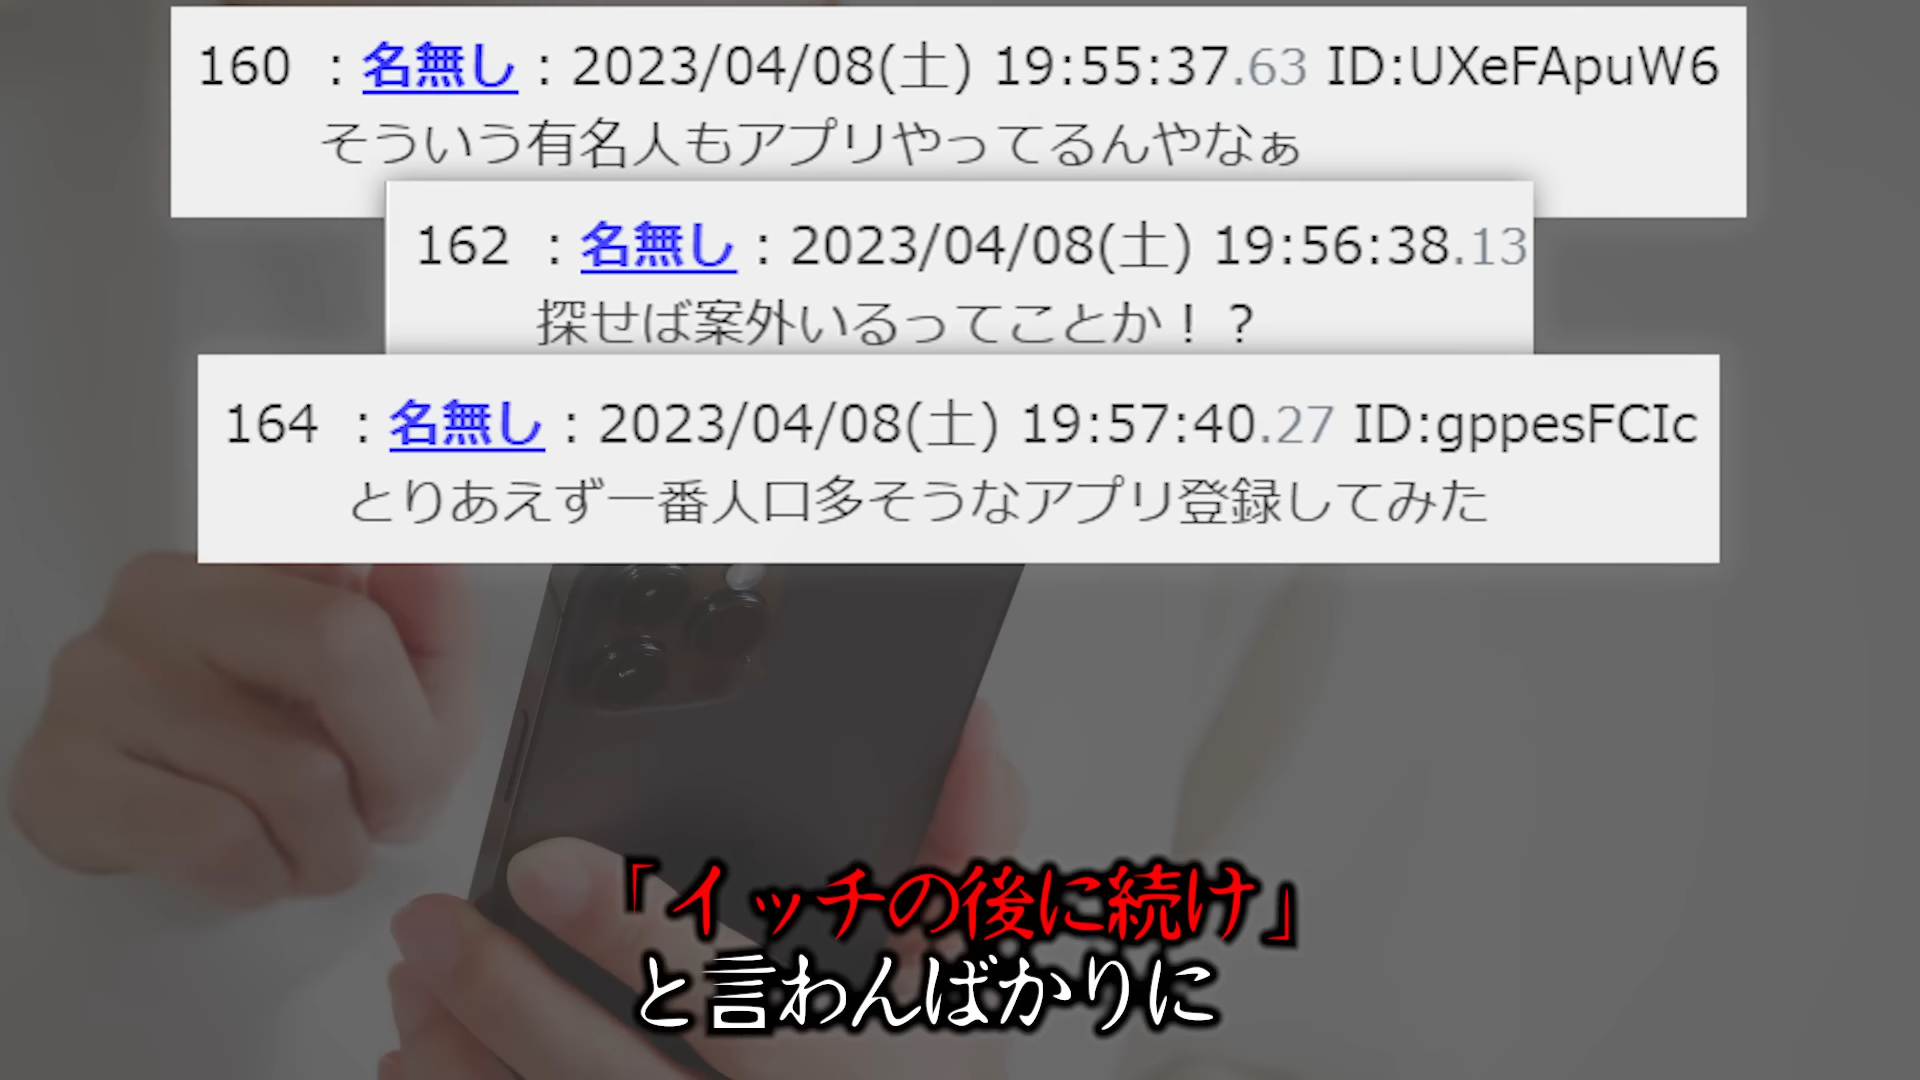 160 ：名無し：2023/04/08(土) 19:55:37.63 ID:UXeFApuW6
そういう有名人もアプリやってるんやなぁ
162 ：名無し：2023/04/08(土) 19:56:38.13
探せば案外いるってことか！？
164 ：名無し：2023/04/08(土) 19:57:40.27 ID:gppesFCIc
とりあえず一番人口多そうなアプリ登録してみた
「イッチの後に続け」
と言わんばかりに